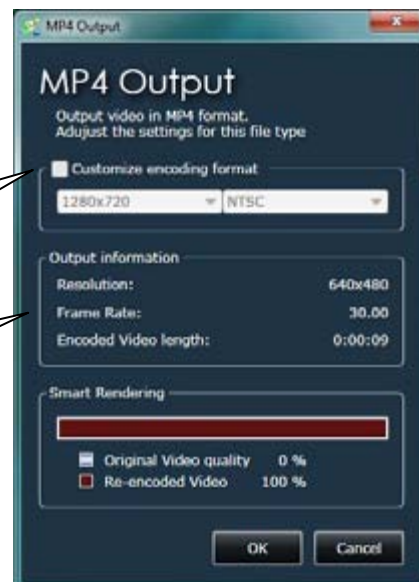 MP4 Output
MP4 Output
Output video in MP4 format.
Adujust the settings for this file type
Customize encoding format
1280x720 NTSC
Output information
Resolution: 640x480
Frame Rate: 30.00
Encoded Video length: 0:00:09
Smart Rendering
Original Video quality 0 %
Re-encoded Video 100 %
OK Cancel